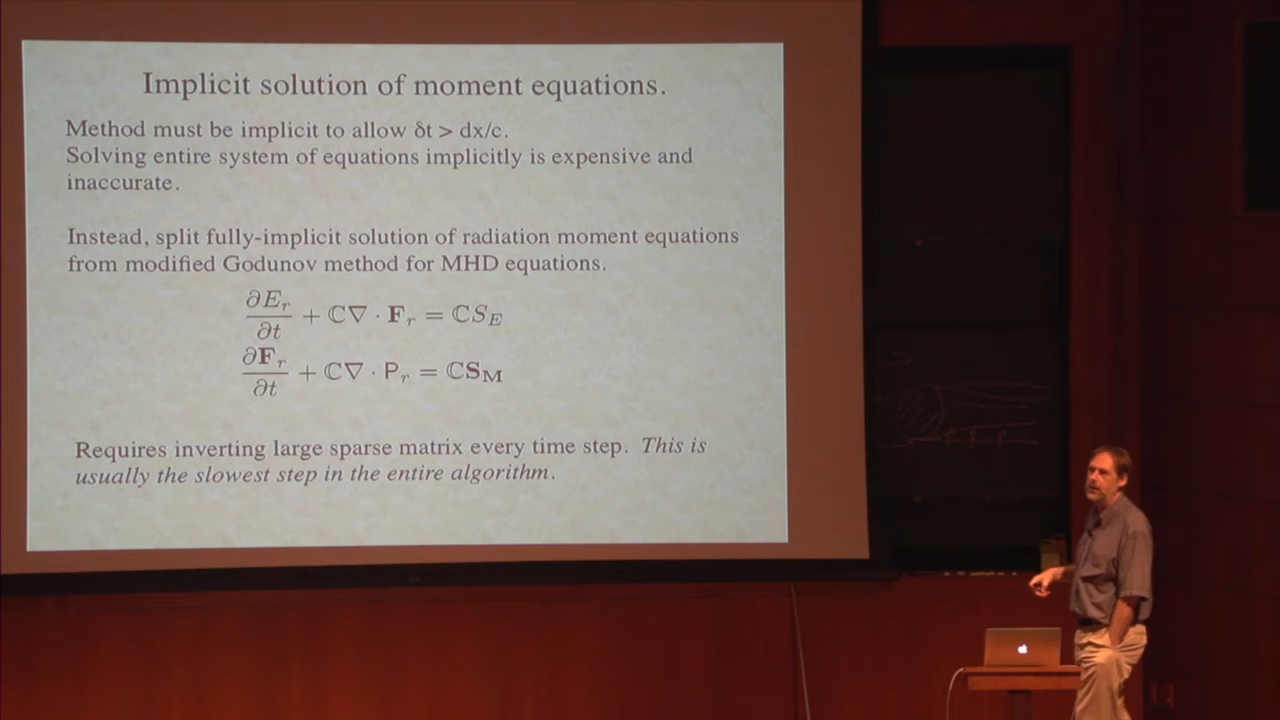 Implicit solution of moment equations.
Method must be implicit to allow δt > dx/c.
Solving entire system of equations implicitly is expensive and
inaccurate.
Instead, split fully-implicit solution of radiation moment equations
from modified Godunov method for MHD equations.
∂E_r/∂t + ℂ∇ · F_r = ℂS_E
∂F_r/∂t + ℂ∇ · P_r = ℂS_M
Requires inverting large sparse matrix every time step. This is
usually the slowest step in the entire algorithm.